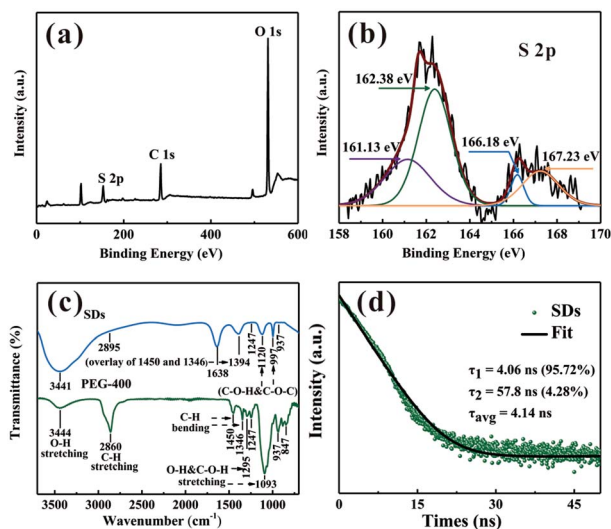 (a)
O 1s
C 1s
S 2p
Intensity (a.u.)
0 200 400 600
Binding Energy (eV)
(b)
S 2p
162.38 eV
161.13 eV
166.18 eV
167.23 eV
Intensity (a.u.)
158 160 162 164 166 168 170
Binding Energy (eV)
(c)
SDs
2895
(overlay of 1450 and 1346)
3441
1638
1394
1247
1120
997
937
(C-O-H&C-O-C)
PEG-400
3444
O-H
stretching
2860
C-H
stretching
C-H
bending
1450
1346
1295
1247
937
847
O-H&C-O-H
stretching
1093
Transmittance (%)
3500 3000 2500 2000 1500 1000
Wavenumber (cm-1)
(d)
SDs
Fit
τ1 = 4.06 ns (95.72%)
τ2 = 57.8 ns (4.28%)
τavg = 4.14 ns
Intensity (a.u.)
0 10 20 30 40 50
Times (ns)